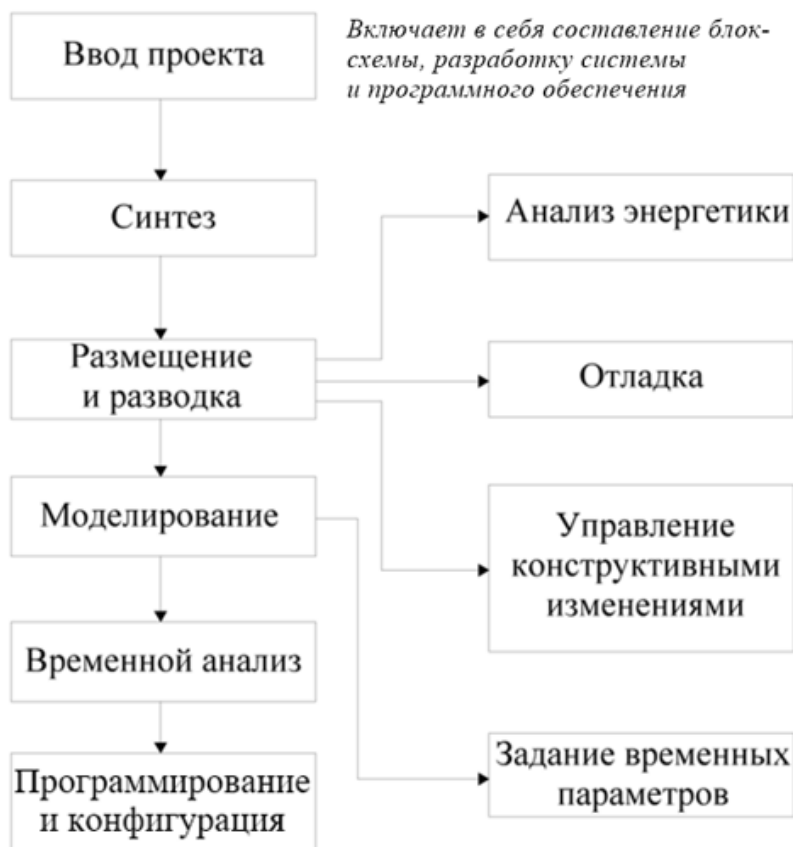 Ввод проекта
Включает в себя составление блок-
схемы, разработку системы
и программного обеспечения
Синтез
Анализ энергетики
Размещение
и разводка
Отладка
Моделирование
Управление
конструктивными
изменениями
Временной анализ
Задание временных
параметров
Программирование
и конфигурация